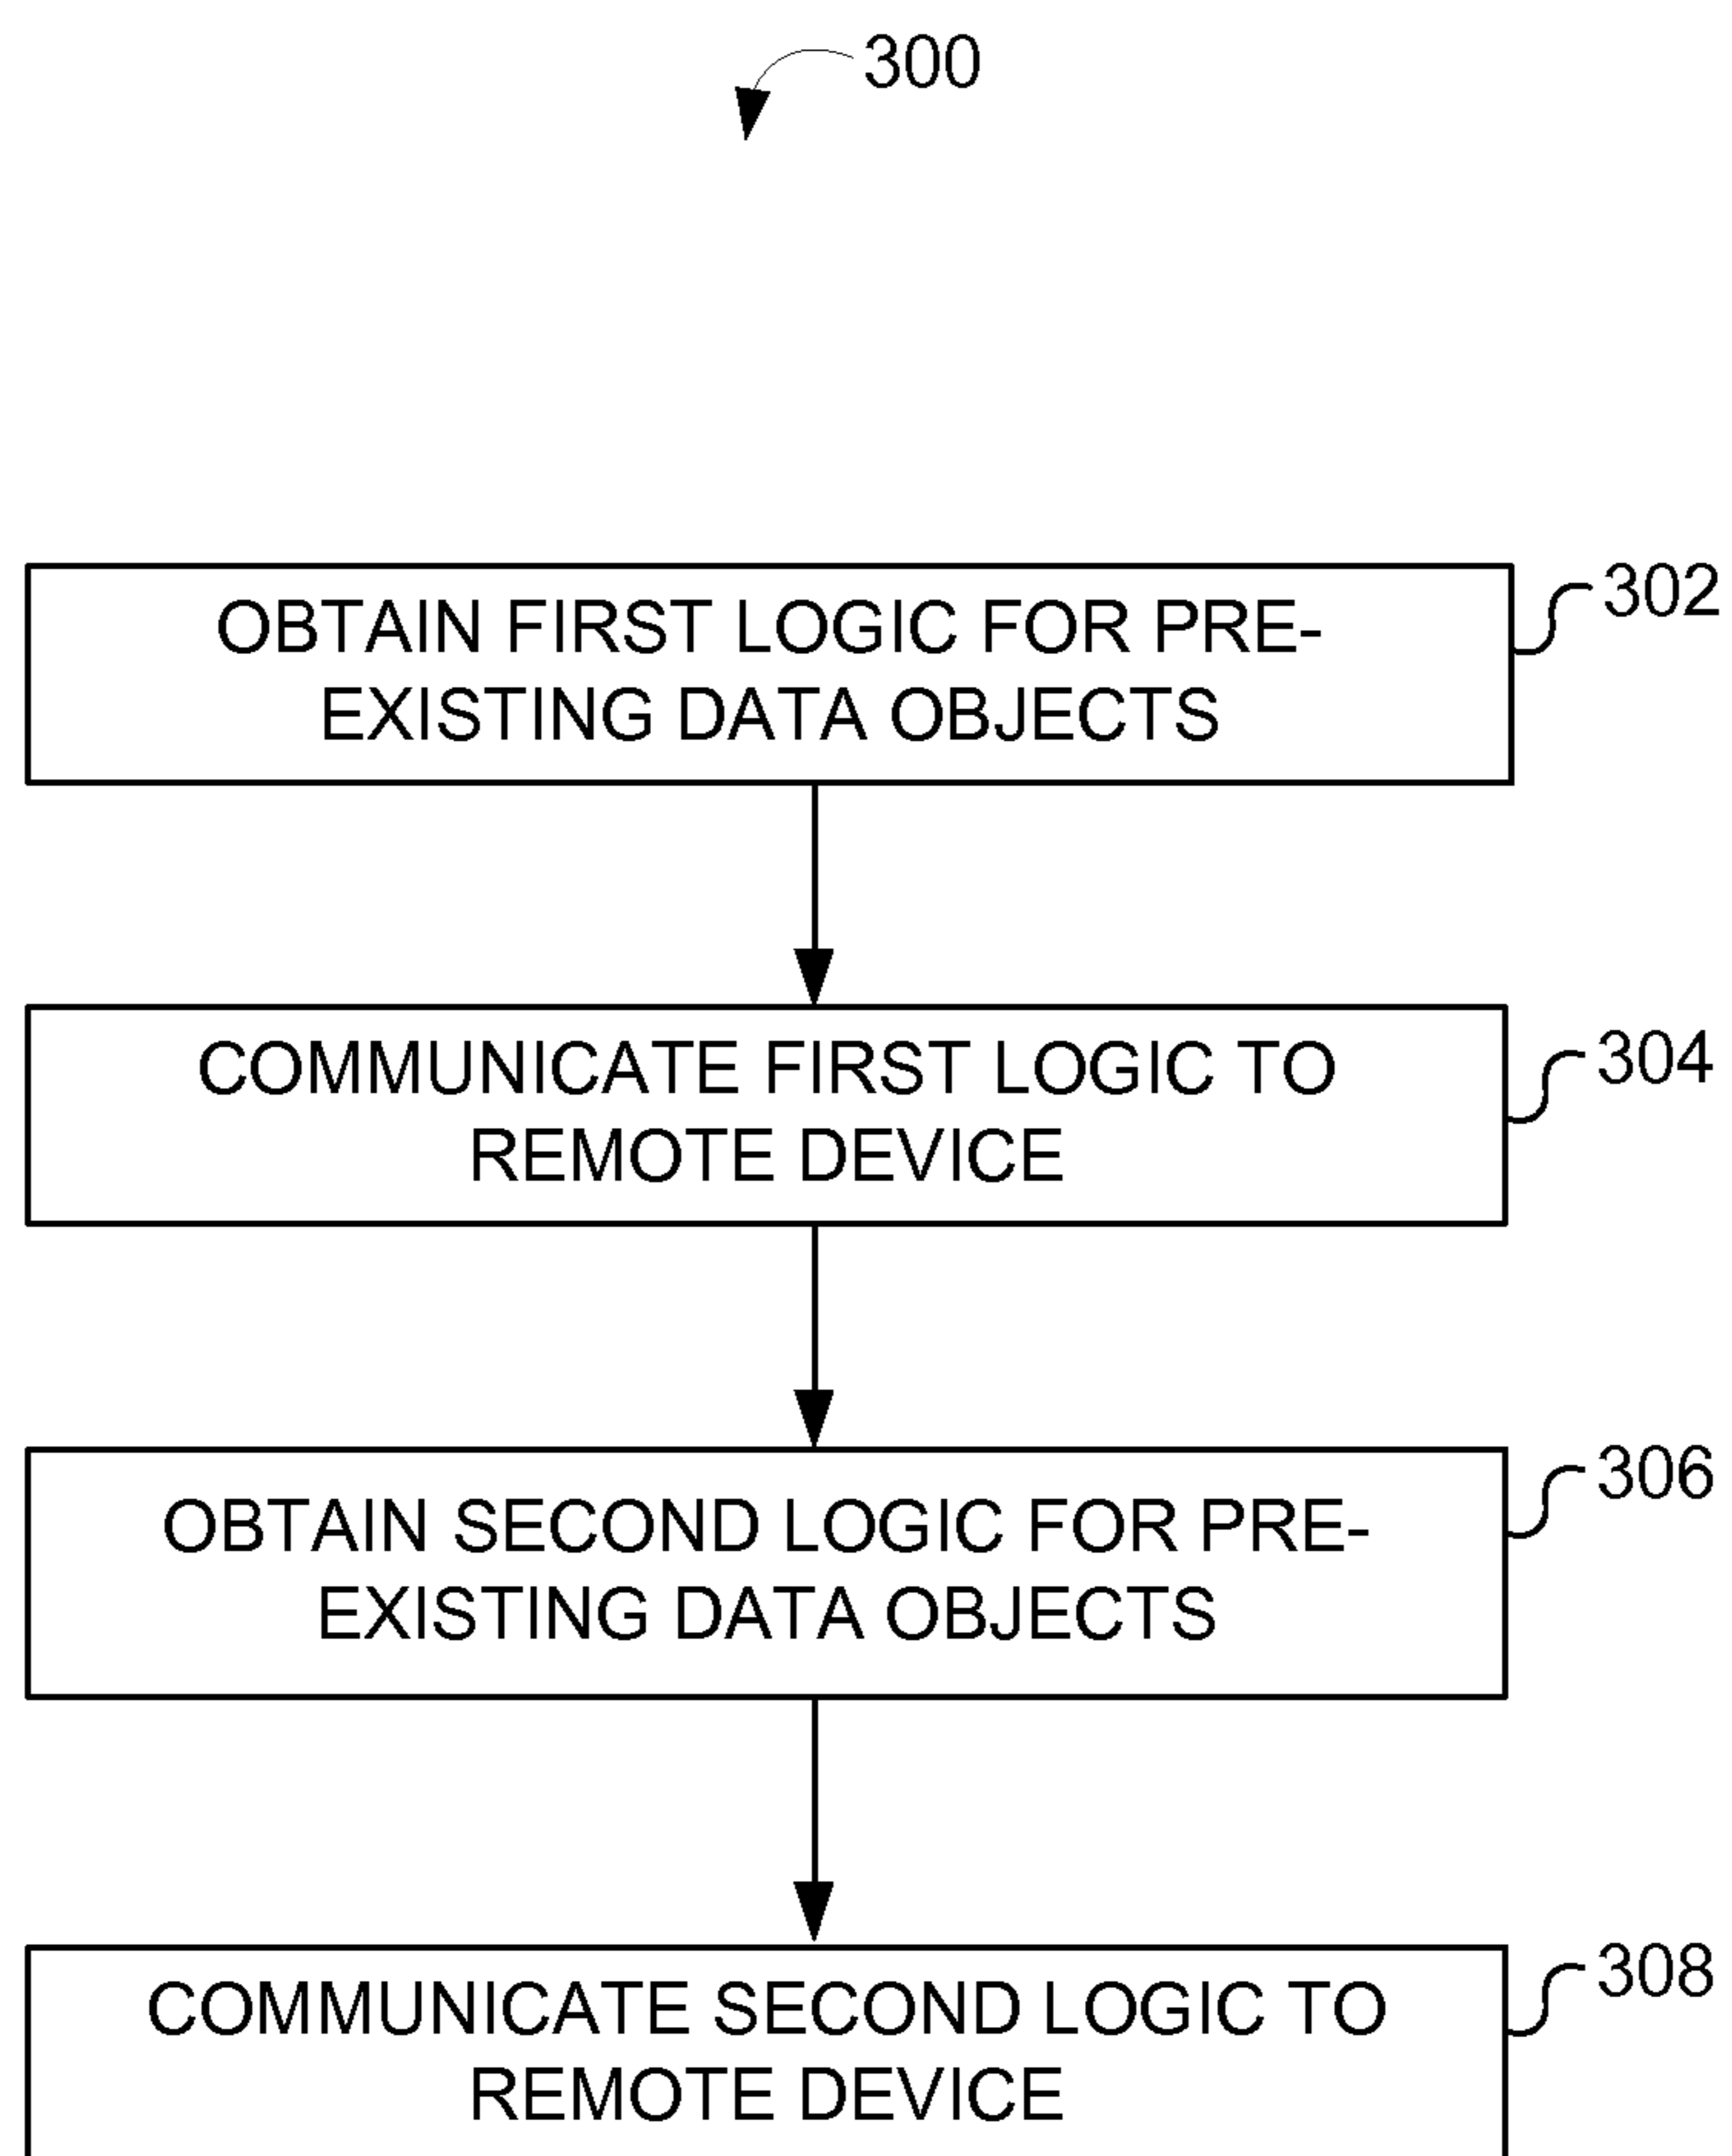 300
OBTAIN FIRST LOGIC FOR PRE-
EXISTING DATA OBJECTS
302
COMMUNICATE FIRST LOGIC TO
REMOTE DEVICE
304
OBTAIN SECOND LOGIC FOR PRE-
EXISTING DATA OBJECTS
306
COMMUNICATE SECOND LOGIC TO
REMOTE DEVICE
308